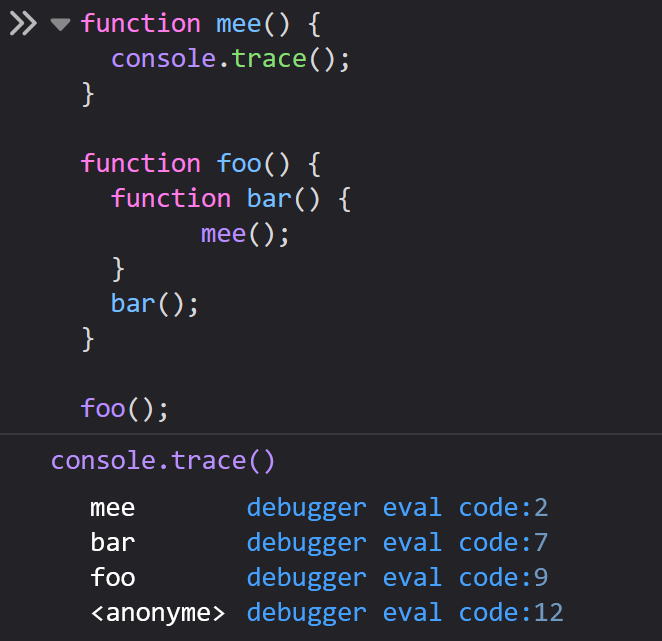 function mee() {
  console.trace();
}

function foo() {
  function bar() {
        mee();
  }
  bar();
}

foo();
console.trace()
mee debugger eval code:2
bar debugger eval code:7
foo debugger eval code:9
<anonyme> debugger eval code:12